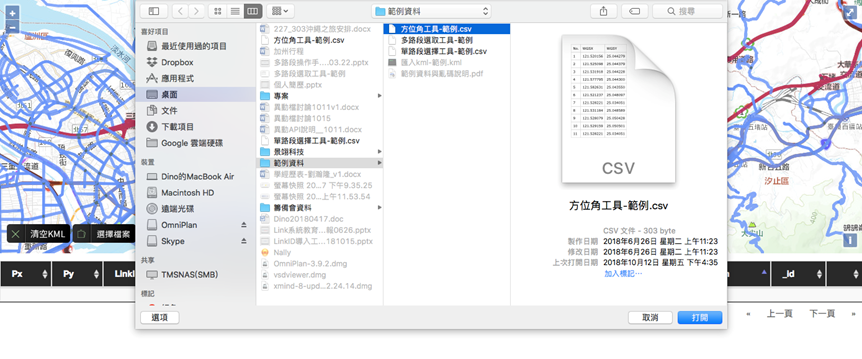 範例資料
搜尋
喜好項目
最近使用過的項目
Dropbox
應用程式
桌面
文件
下載項目
Google 雲端硬碟
裝置
Dino的MacBook Air
Macintosh HD
遠端光碟
OmniPlan
Skype
共享
TMSNAS(SMB)
標記
227_303沖繩之旅安排.docx
方位角工具-範例.csv
加州行程
多路段操作手....03.22.pptx
多路段選取工具-範例
個人簡歷.pptx
專案
異動權討論1011v1.docx
異動權討論1015
異動API說明__1011.docx
單路段選擇工具-範例.csv
景翊科技
範例資料
螢幕快照 20...7 下午9.35.25
螢幕快照 20...上午11.53.54
籌備會資料
Dino20180417.doc
Link系統教育...報0626.pptx
LinkID導入工...181015.pptx
Nally
OmniPlan-3.9.2.dmg
vsdviewer.dmg
xmind-8-upd...2.24.14.dmg
方位角工具-範例.csv
多路段選取工具-範例
單路段選擇工具-範例.csv
匯入kml-範例.kml
範例資料與亂碼說明.pdf
CSV
方位角工具-範例.csv
CSV 文件 - 303 byte
製作日期 2018年6月26日 星期二 上午11:23
修改日期 2018年6月26日 星期二 上午11:23
上次打開日期 2018年10月12日 星期五 下午4:35
加入標記⋯
選項
取消
打開
清空KML
選擇檔案
Px
Py
LinkI
_id
«
上一頁
下一頁
»
汐止區